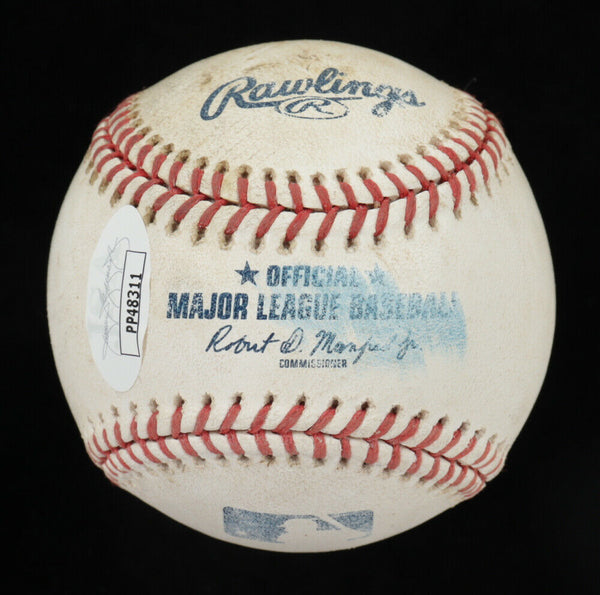 Rawlings
R
★ OFFICIAL ★
MAJOR LEAGUE BASEBALL
Robert D. Manfred Jr.
COMMISSIONER
PP48311